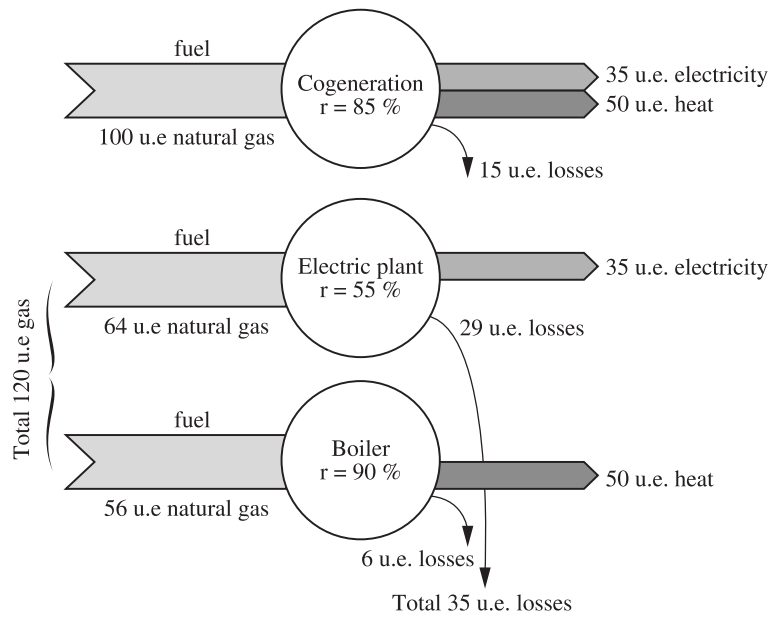 fuel
Cogeneration
r = 85 %
35 u.e. electricity
50 u.e. heat
100 u.e natural gas
15 u.e. losses
fuel
Electric plant
r = 55 %
35 u.e. electricity
64 u.e natural gas
29 u.e. losses
Total 120 u.e gas
fuel
Boiler
r = 90 %
50 u.e. heat
56 u.e natural gas
6 u.e. losses
Total 35 u.e. losses